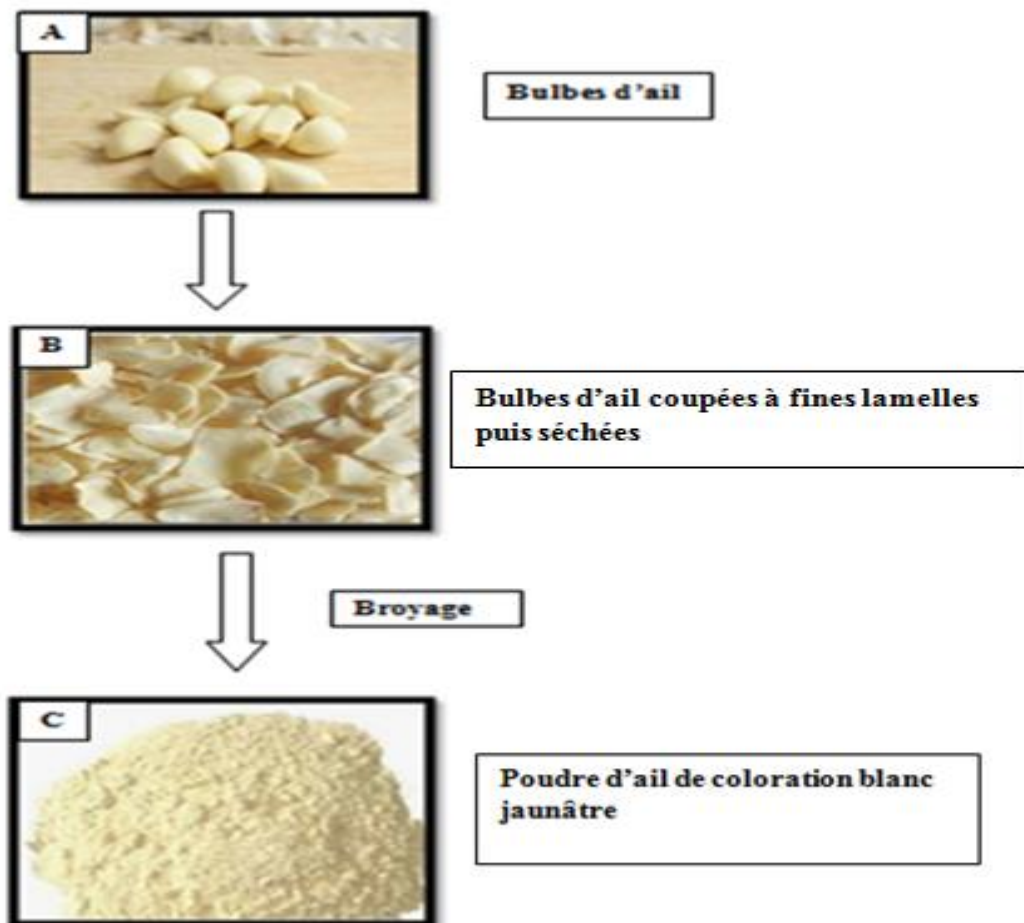 A
Bulbes d'ail
B
Bulbes d'ail coupées à fines lamelles
puis séchées
Broyage
C
Poudre d'ail de coloration blanc
jaunâtre